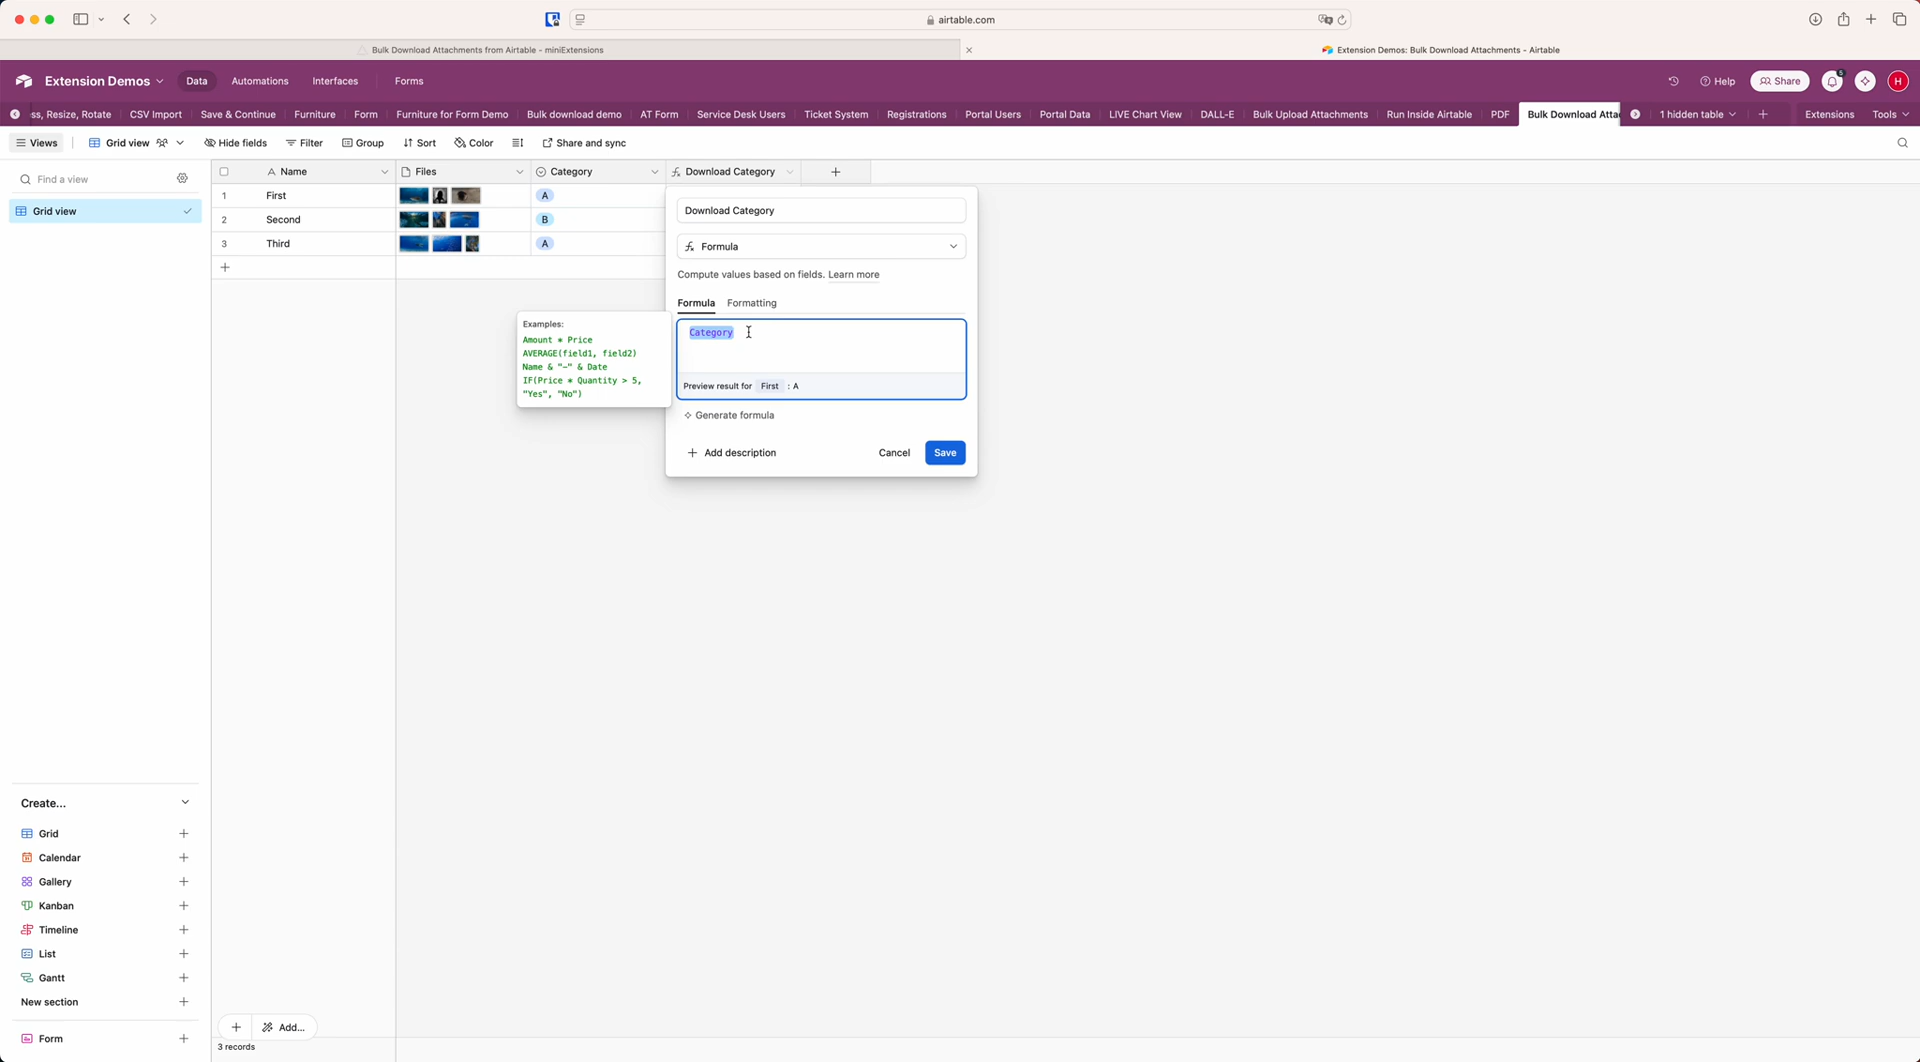 airtable.com
Bulk Download Attachments from Airtable - miniExtensions
Extension Demos: Bulk Download Attachments - Airtable
Extension Demos
Data
Automations
Interfaces
Forms
Help
Share
5
H
ss, Resize, Rotate
CSV Import
Save & Continue
Furniture
Form
Furniture for Form Demo
Bulk download demo
AT Form
Service Desk Users
Ticket System
Registrations
Portal Users
Portal Data
LIVE Chart View
DALL-E
Bulk Upload Attachments
Run Inside Airtable
PDF
Bulk Download Attac
1 hidden table
Extensions
Tools
Views
Grid view
Hide fields
Filter
Group
Sort
Color
Share and sync
Find a view
Grid view
Name
Files
Category
Download Category
1
First
A
2
Second
B
3
Third
A
Download Category
Formula
Compute values based on fields. Learn more
Formula
Formatting
Category
Preview result for First : A
Generate formula
Add description
Cancel
Save
Examples:
Amount * Price
AVERAGE(field1, field2)
Name & "-" & Date
IF(Price * Quantity > 5,
"Yes", "No")
Create...
Grid
Calendar
Gallery
Kanban
Timeline
List
Gantt
New section
Form
Add...
3 records